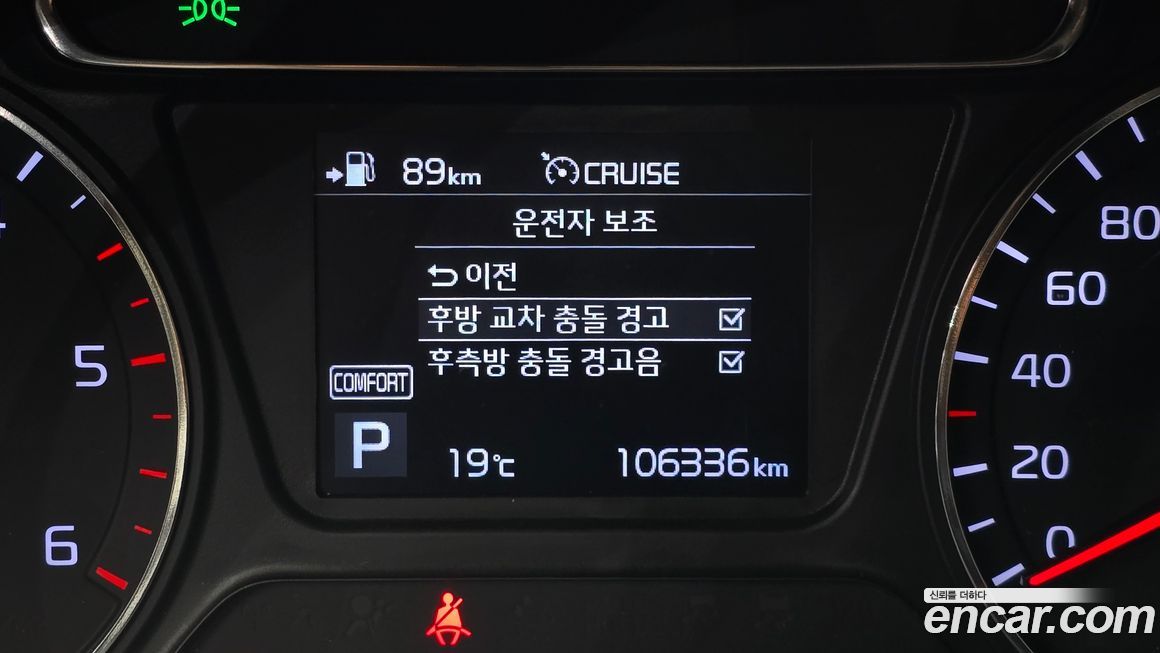 89km CRUISE
운전자 보조
이전
후방 교차 충돌 경고
후측방 충돌 경고음
COMFORT
P
19℃ 106336km
5
6
80
60
40
20
0
신뢰를 더하다
encar.com